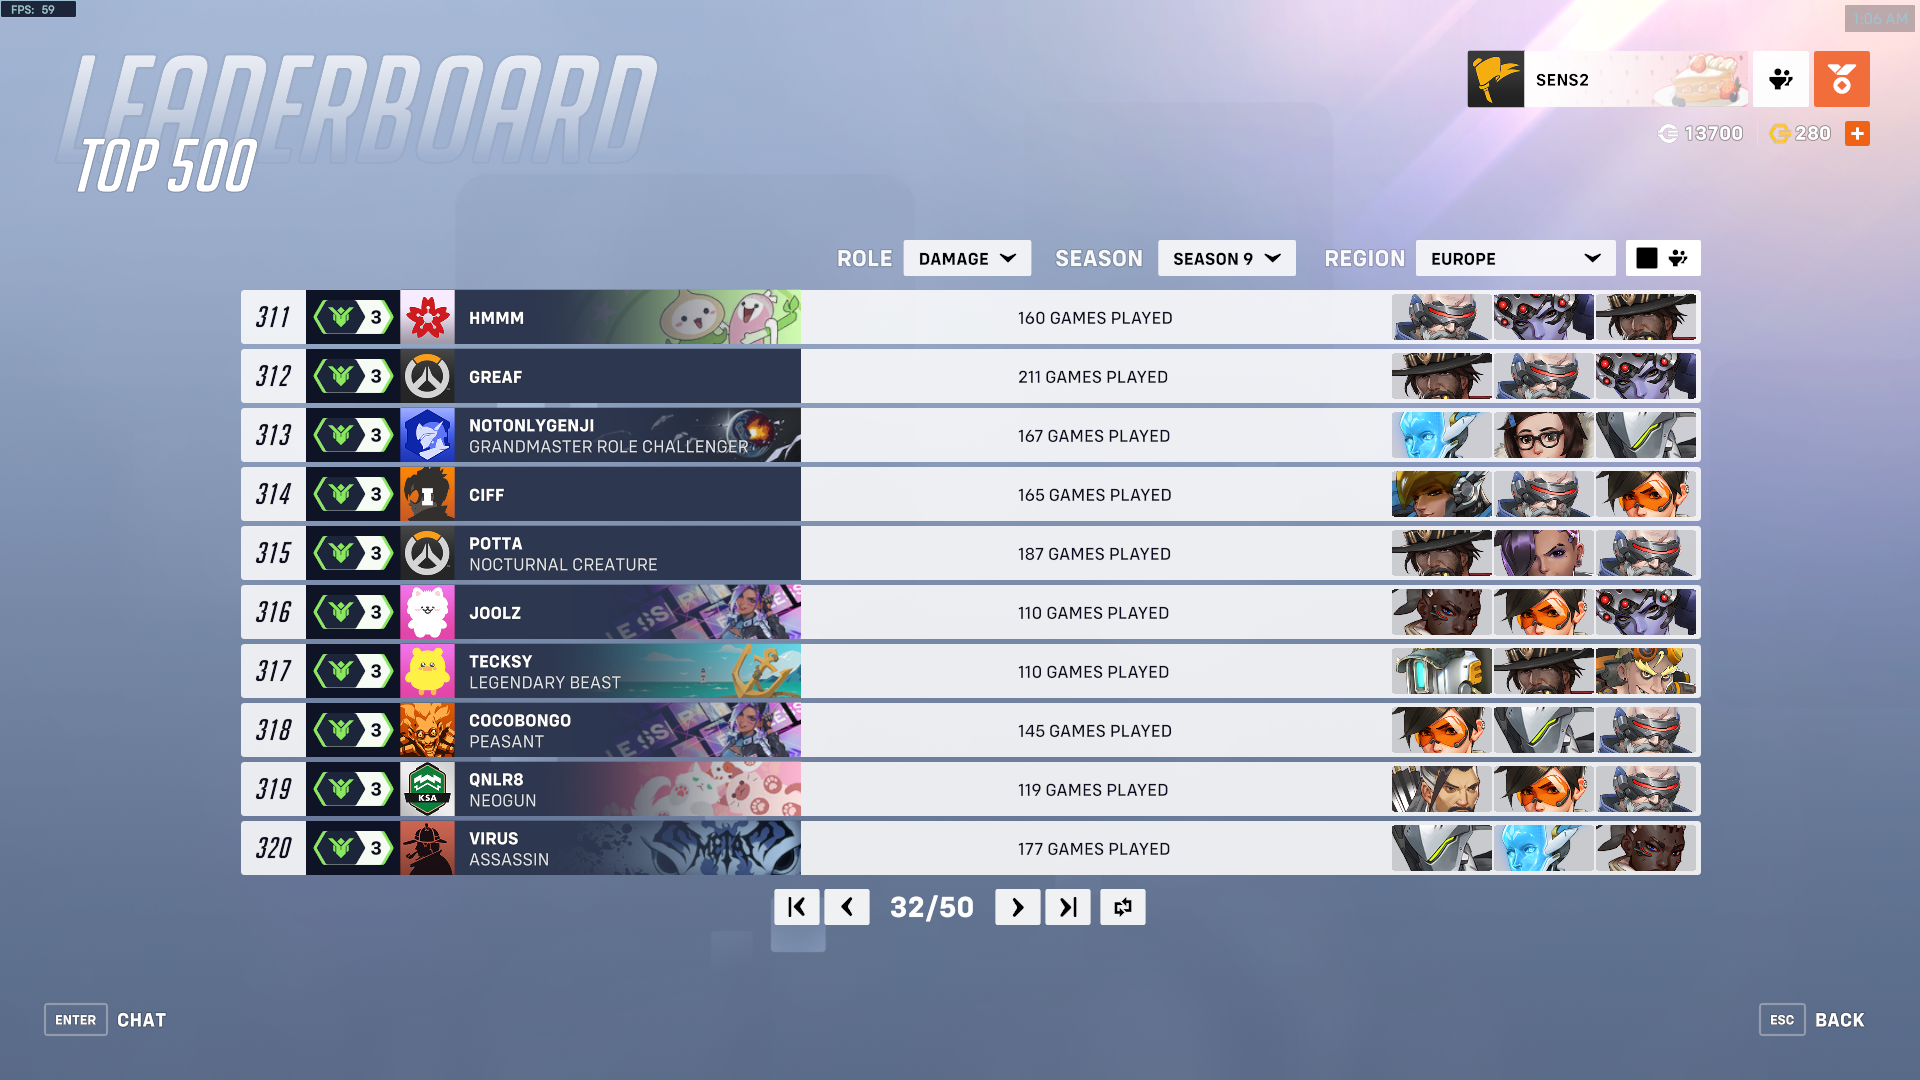 FPS: 59
1:06 AM
LEADERBOARD
TOP 500
SENS2
13700
280
ROLE DAMAGE SEASON SEASON 9 REGION EUROPE
311 3 HMMM 160 GAMES PLAYED
312 3 GREAF 211 GAMES PLAYED
313 3 NOTONLYGENJI 167 GAMES PLAYED
GRANDMASTER ROLE CHALLENGER
314 3 CIFF 165 GAMES PLAYED
315 3 POTTA 187 GAMES PLAYED
NOCTURNAL CREATURE
316 3 JOOLZ 110 GAMES PLAYED
317 3 TECKSY 110 GAMES PLAYED
LEGENDARY BEAST
318 3 COCOBONGO 145 GAMES PLAYED
PEASANT
319 3 KSA QNLR8 119 GAMES PLAYED
NEOGUN
320 3 VIRUS 177 GAMES PLAYED
ASSASSIN
32/50
ENTER CHAT
ESC BACK